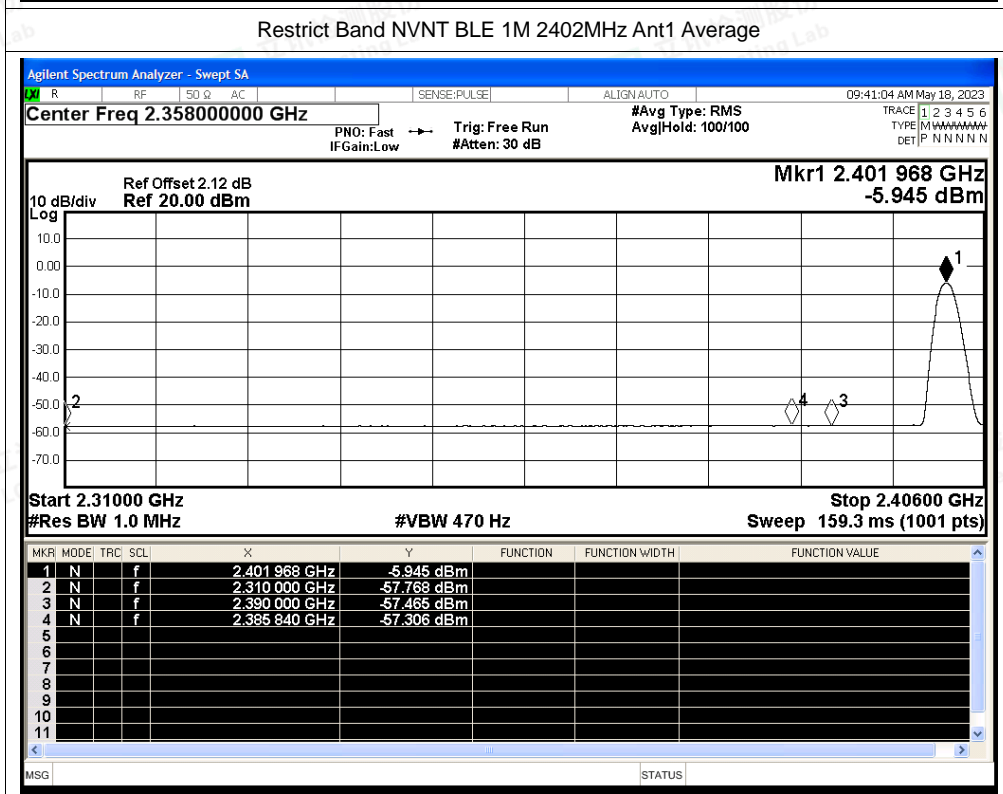 Restrict Band NVNT BLE 1M 2402MHz Ant1 Average
Agilent Spectrum Analyzer - Swept SA
LXI R RF 50 Ω AC SENSE:PULSE ALIGN AUTO 09:41:04 AM May 18, 2023
Center Freq 2.358000000 GHz #Avg Type: RMS TRACE 1 2 3 4 5 6
PNO: Fast Trig: Free Run Avg|Hold: 100/100 TYPE M WWWWW
IFGain:Low #Atten: 30 dB DET P N N N N N
Mkr1 2.401 968 GHz
-5.945 dBm
Ref Offset 2.12 dB
10 dB/div Ref 20.00 dBm
Log
10.0
0.00
-10.0
-20.0
-30.0
-40.0
-50.0
-60.0
-70.0
1
2
4
3
Start 2.31000 GHz Stop 2.40600 GHz
#Res BW 1.0 MHz #VBW 470 Hz Sweep 159.3 ms (1001 pts)
MKR MODE TRC SCL X Y FUNCTION FUNCTION WIDTH FUNCTION VALUE
1 N f 2.401 968 GHz -5.945 dBm
2 N f 2.310 000 GHz -57.768 dBm
3 N f 2.390 000 GHz -57.465 dBm
4 N f 2.385 840 GHz -57.306 dBm
5
6
7
8
9
10
11
MSG STATUS